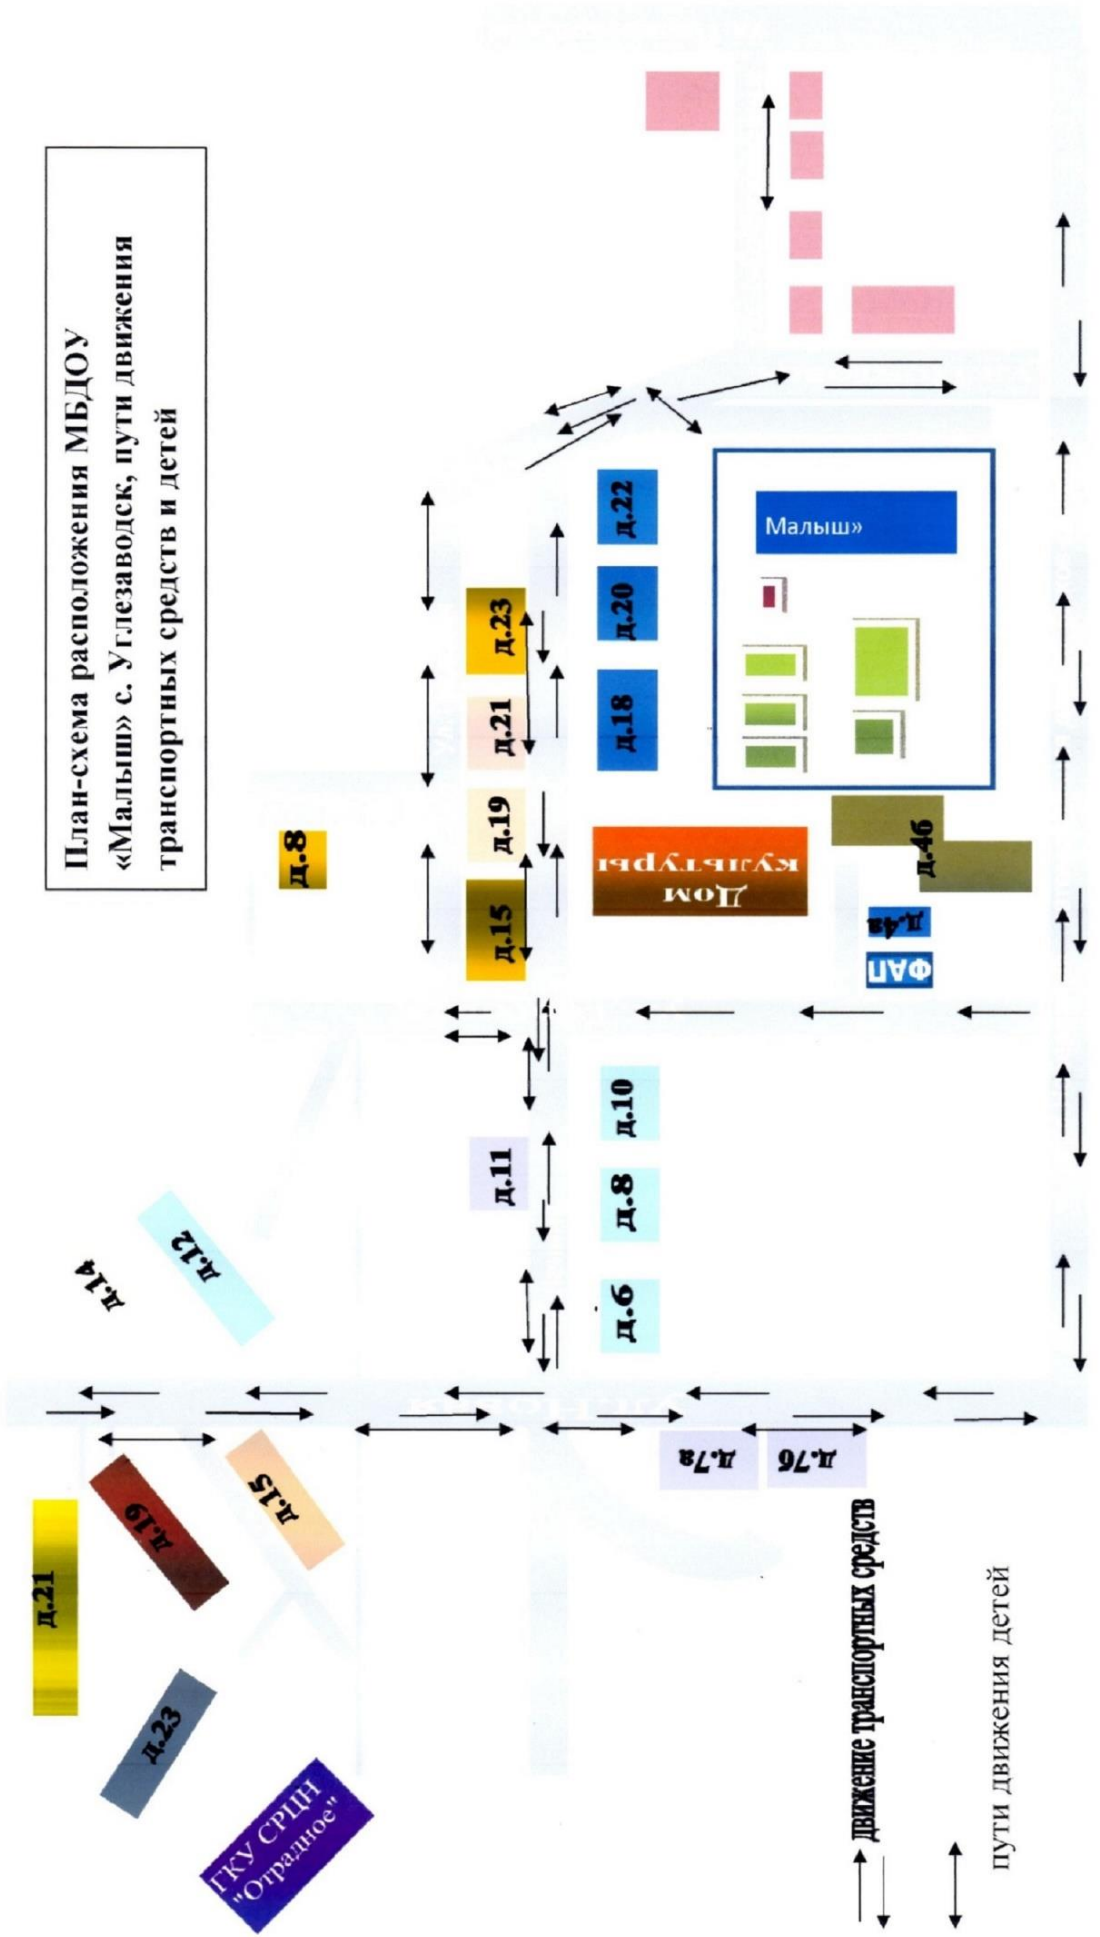 План-схема расположения МБДОУ
«Малыш» с. Углезаводск, пути движения
транспортных средств и детей
д.8
д.23
д.21
д.19
д.15
д.22
д.20
д.18
Малыш»
Дом
культуры
д.4б
д.4а
ФАП
д.11
д.10
д.8
д.6
д.14
д.12
д.21
д.19
д.15
д.23
ГКУ СРЦН
"Отрадное"
д.7а
д.7б
движение транспортных средств
пути движения детей